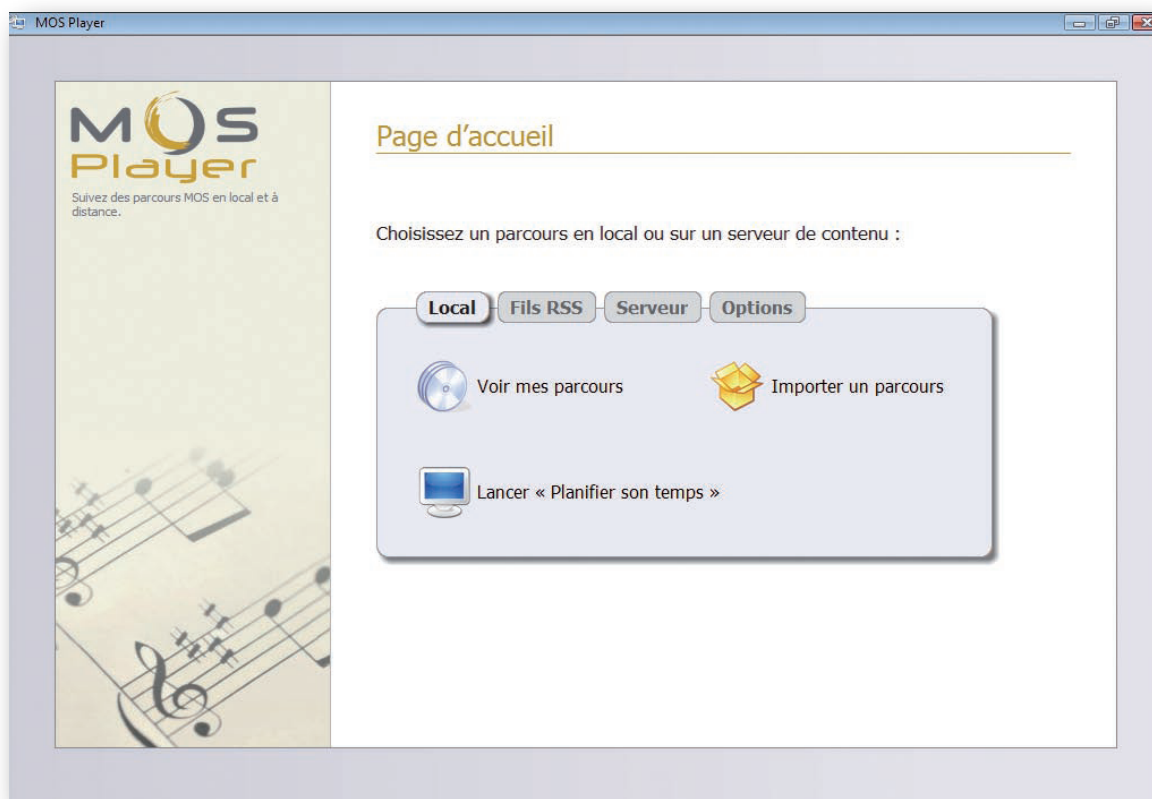 MOS Player
MOS
Player
Suivez des parcours MOS en local et à
distance.
Page d’accueil
Choisissez un parcours en local ou sur un serveur de contenu :
Local
Fils RSS
Serveur
Options
Voir mes parcours
Importer un parcours
Lancer « Planifier son temps »